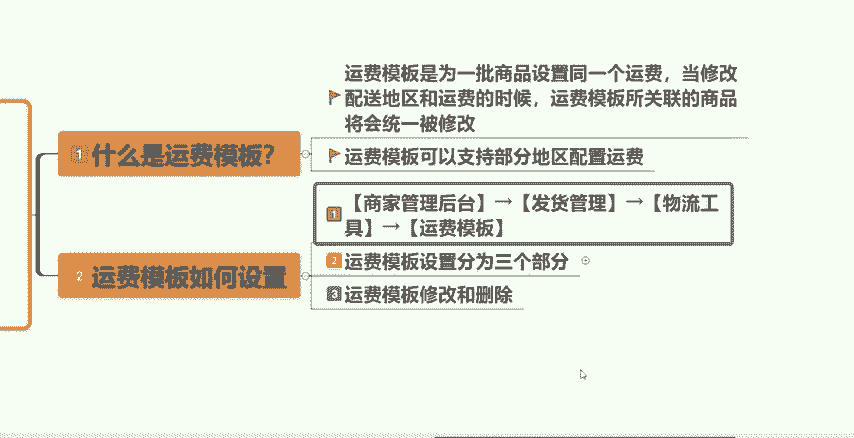 运费模板是为一批商品设置同一个运费，当修改
配送地区和运费的时候，运费模板所关联的商品
将会统一被修改
1 什么是运费模板？
运费模板可以支持部分地区配置运费
1 【商家管理后台】→【发货管理】→【物流工
具】→【运费模板】
2 运费模板如何设置
2 运费模板设置分为三个部分
3 运费模板修改和删除